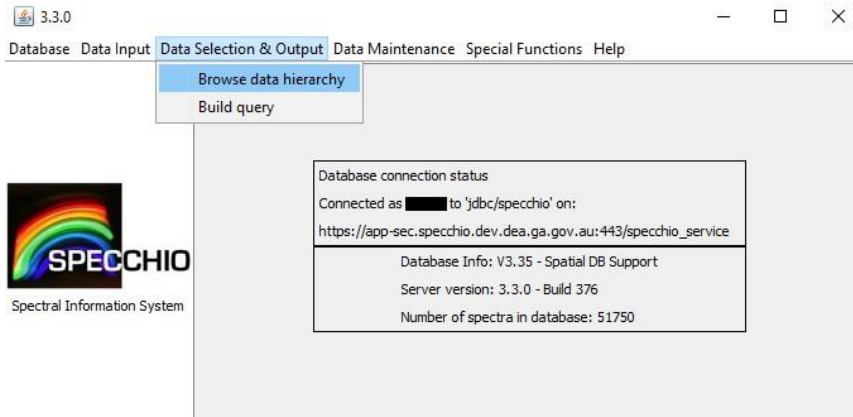 3.3.0
Database Data Input Data Selection & Output Data Maintenance Special Functions Help
Browse data hierarchy
Build query
Database connection status
Connected as to 'jdbc/specchio' on:
https://app-sec.specchio.dev.dea.ga.gov.au:443/specchio_service
Database Info: V3.35 - Spatial DB Support
Server version: 3.3.0 - Build 376
Number of spectra in database: 51750
SPECCHIO
Spectral Information System